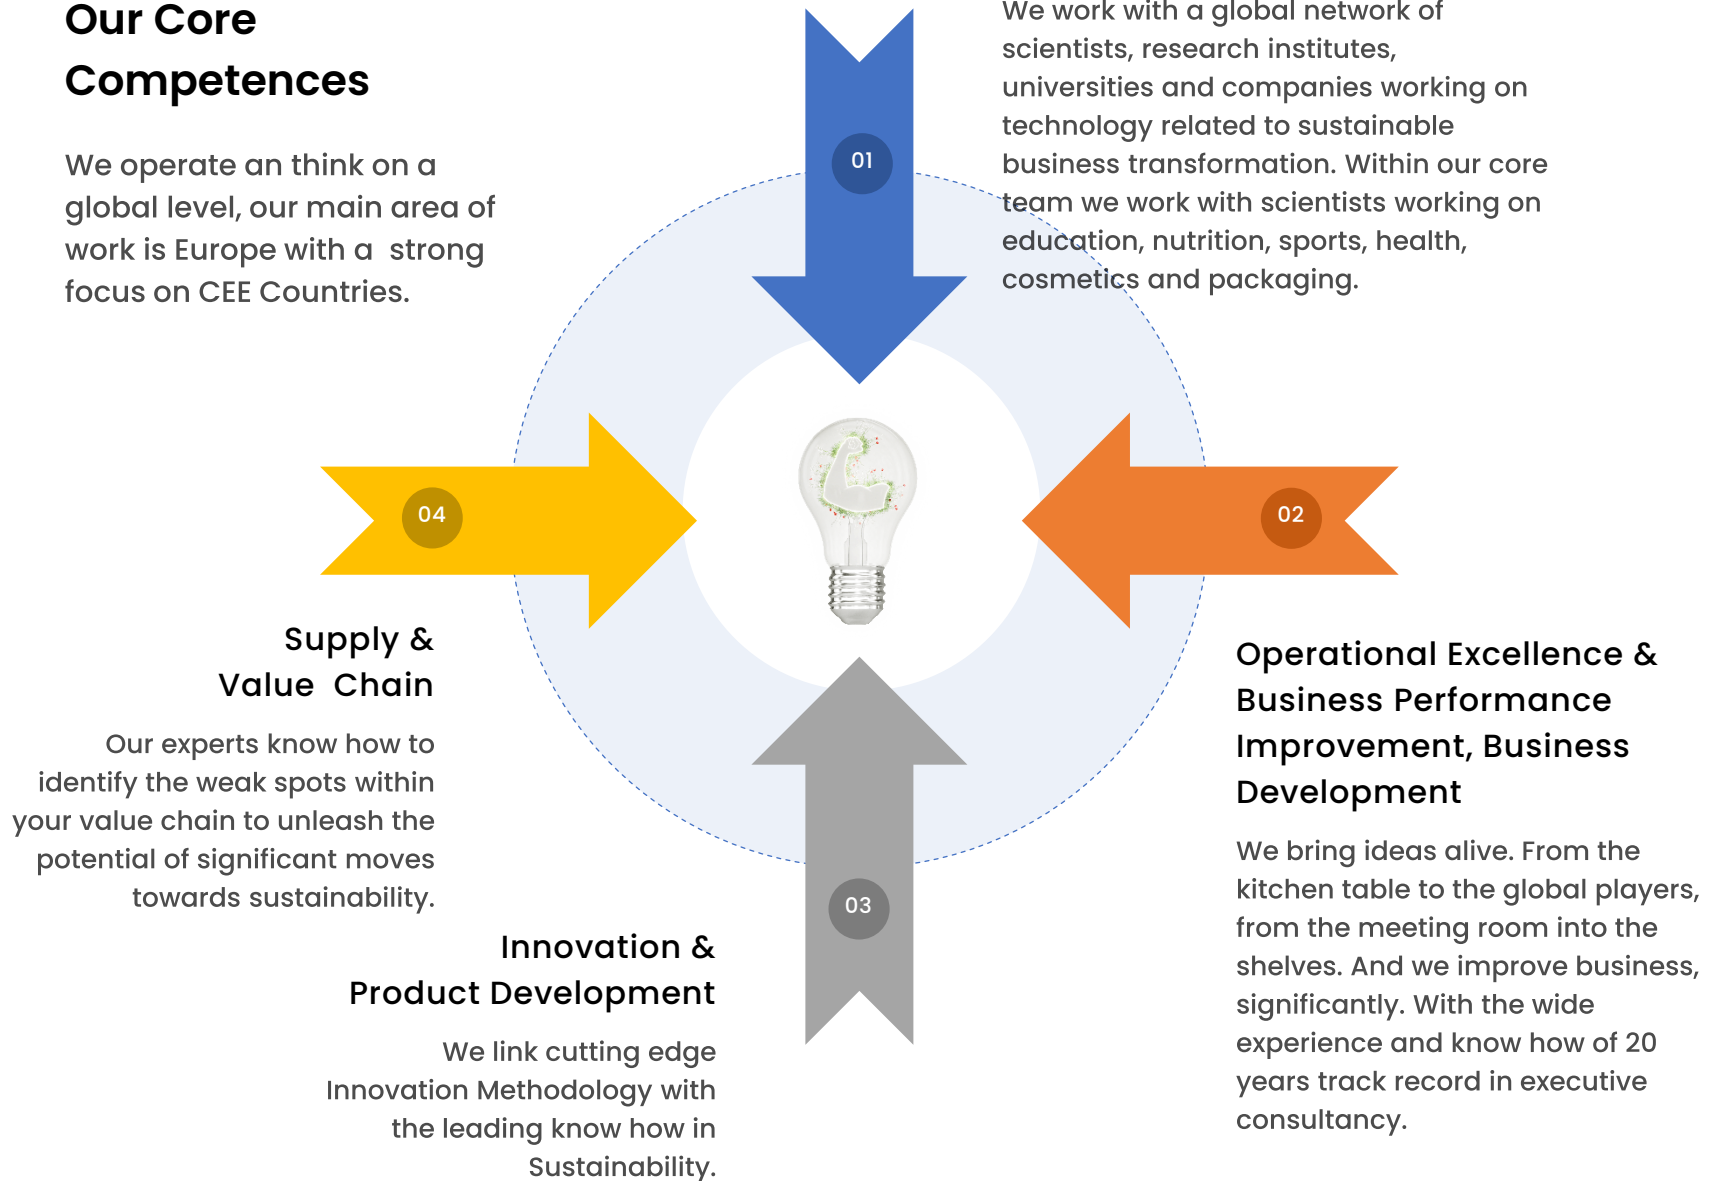 Our Core
Competences
We operate an think on a
global level, our main area of
work is Europe with a  strong
focus on CEE Countries.
01
We work with a global network of
scientists, research institutes,
universities and companies working on
technology related to sustainable
business transformation. Within our core
team we work with scientists working on
education, nutrition, sports, health,
cosmetics and packaging.
04
02
Supply &
Value  Chain
Our experts know how to
identify the weak spots within
your value chain to unleash the
potential of significant moves
towards sustainability.
Operational Excellence &
Business Performance
Improvement, Business
Development
We bring ideas alive. From the
kitchen table to the global players,
from the meeting room into the
shelves. And we improve business,
significantly. With the wide
experience and know how of 20
years track record in executive
consultancy.
03
Innovation &
Product Development
We link cutting edge
Innovation Methodology with
the leading know how in
Sustainability.